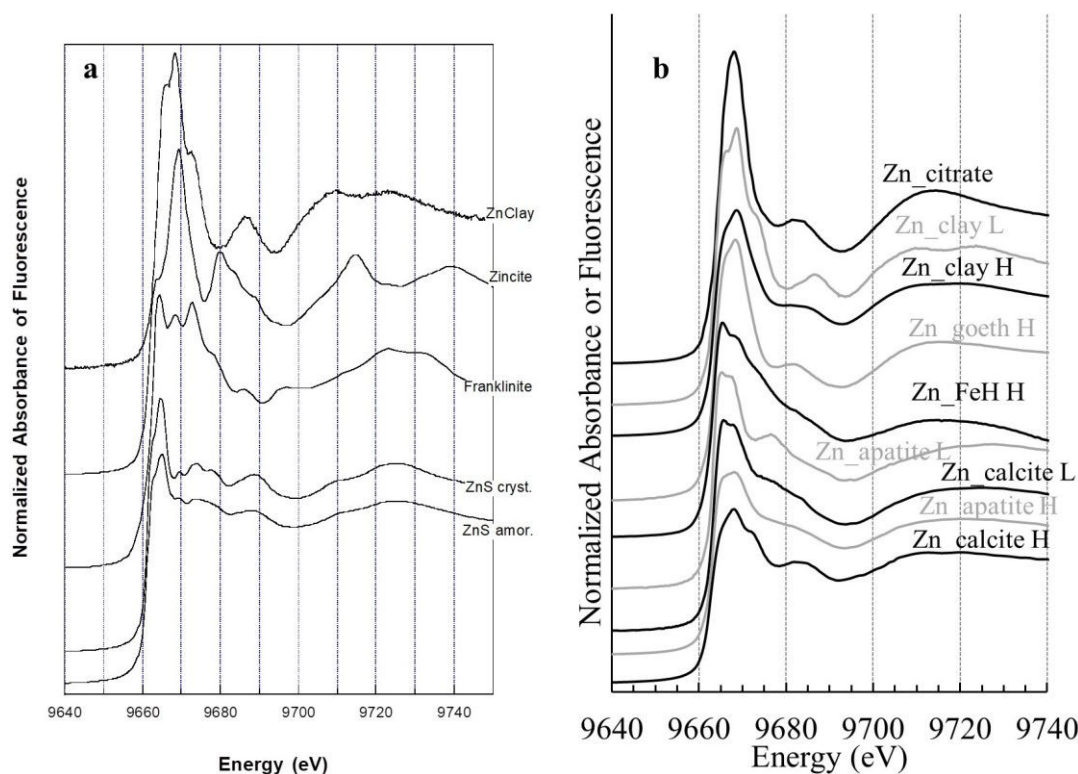 a
Normalized Absorbance of Fluorescence
ZnClay
Zincite
Franklinite
ZnS cryst.
ZnS amor.
9640 9660 9680 9700 9720 9740
Energy (eV)
b
Normalized Absorbance or Fluorescence
Zn_citrate
Zn_clay L
Zn_clay H
Zn_goeth H
Zn_FeH H
Zn_apatite L
Zn_calcite L
Zn_apatite H
Zn_calcite H
9640 9660 9680 9700 9720 9740
Energy (eV)